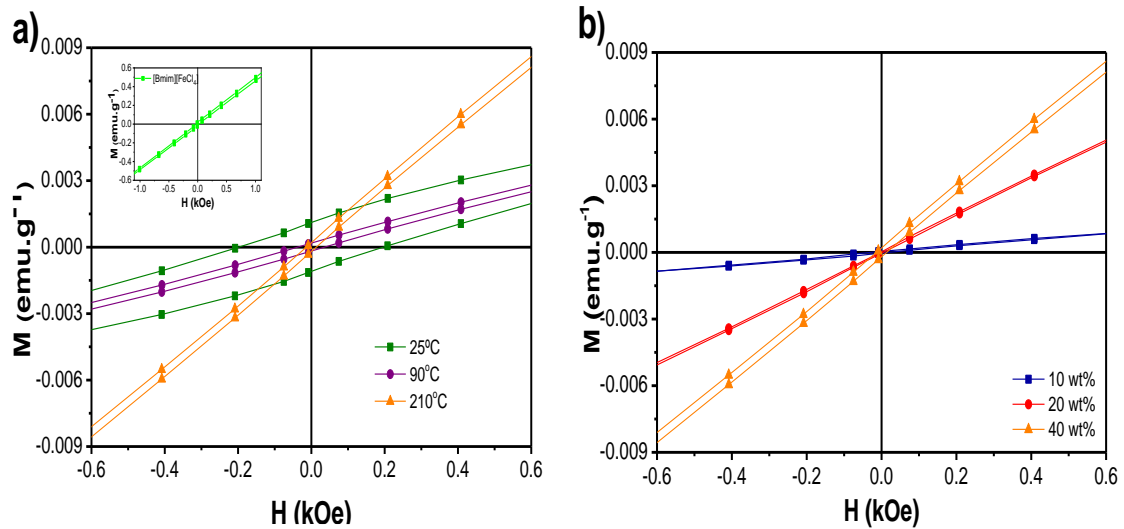 a)
0.009
0.006
0.003
0.000
-0.003
-0.006
-0.009
M (emu.g⁻¹)
-0.6 -0.4 -0.2 0.0 0.2 0.4 0.6
H (kOe)
0.6
0.4
0.2
0.0
-0.2
-0.4
-0.6
M (emu.g⁻¹)
[Bmim][FeCl4]
-1.0 -0.5 0.0 0.5 1.0
H (kOe)
25ºC
90°C
210°C
b)
0.009
0.006
0.003
0.000
-0.003
-0.006
-0.009
M (emu.g⁻¹)
-0.6 -0.4 -0.2 0.0 0.2 0.4 0.6
H (kOe)
10 wt%
20 wt%
40 wt%